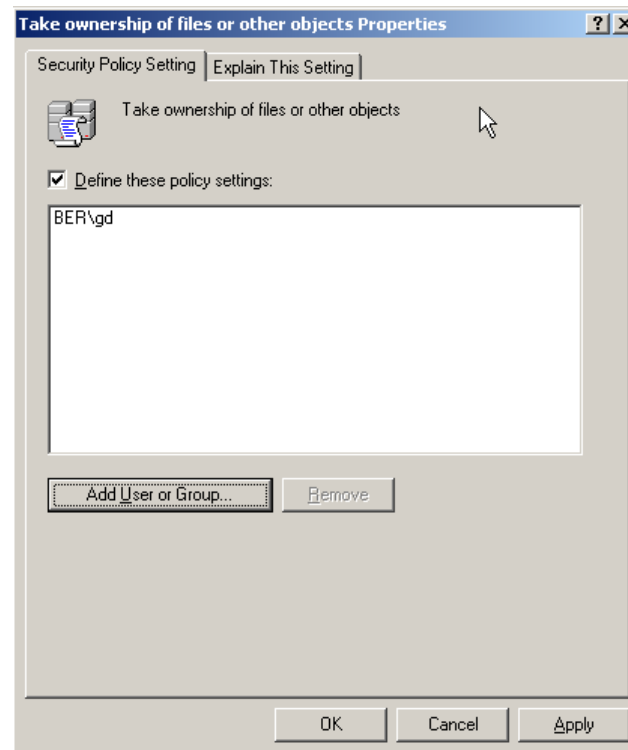 Take ownership of files or other objects Properties
Security Policy Setting
Explain This Setting
Take ownership of files or other objects
Define these policy settings:
BER\gd
Add User or Group...
Remove
OK
Cancel
Apply